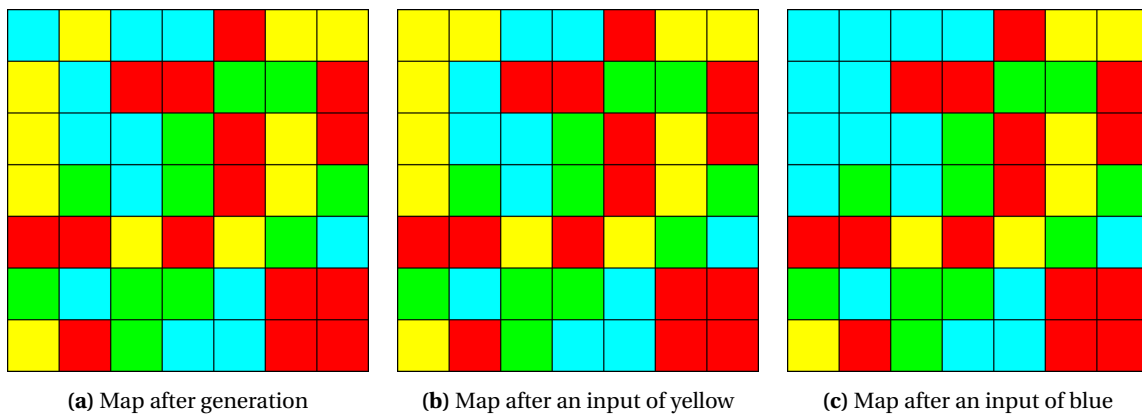 (a) Map after generation
(b) Map after an input of yellow
(c) Map after an input of blue